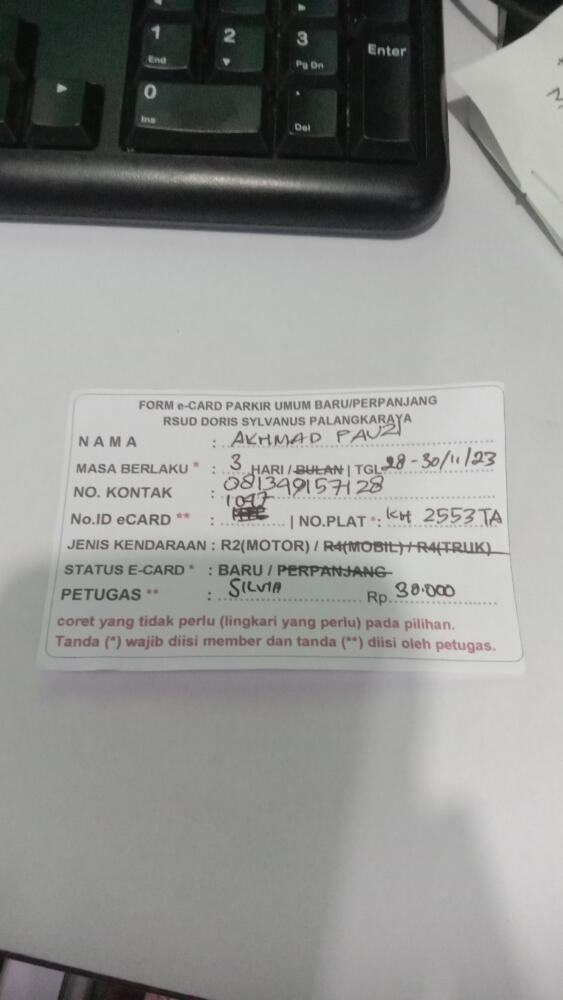 1
End
2
▼
3
Pg Dn
Enter
0
Ins
.
Del
FORM e-CARD PARKIR UMUM BARU/PERPANJANG
RSUD DORIS SYLVANUS PALANGKARAYA
NAMA : AKHMAD PAUZI
MASA BERLAKU * : 3 HARI / BULAN | TGL 28-30/11/23
NO. KONTAK : 081349157128
1097
No.ID eCARD ** : | NO.PLAT *: KH 2553 TA
JENIS KENDARAAN : R2(MOTOR) / R4(MOBIL) / R4(TRUK)
STATUS E-CARD * : BARU / PERPANJANG
PETUGAS ** : SILVIA Rp 30.000
coret yang tidak perlu (lingkari yang perlu) pada pilihan.
Tanda (*) wajib diisi member dan tanda (**) diisi oleh petugas.